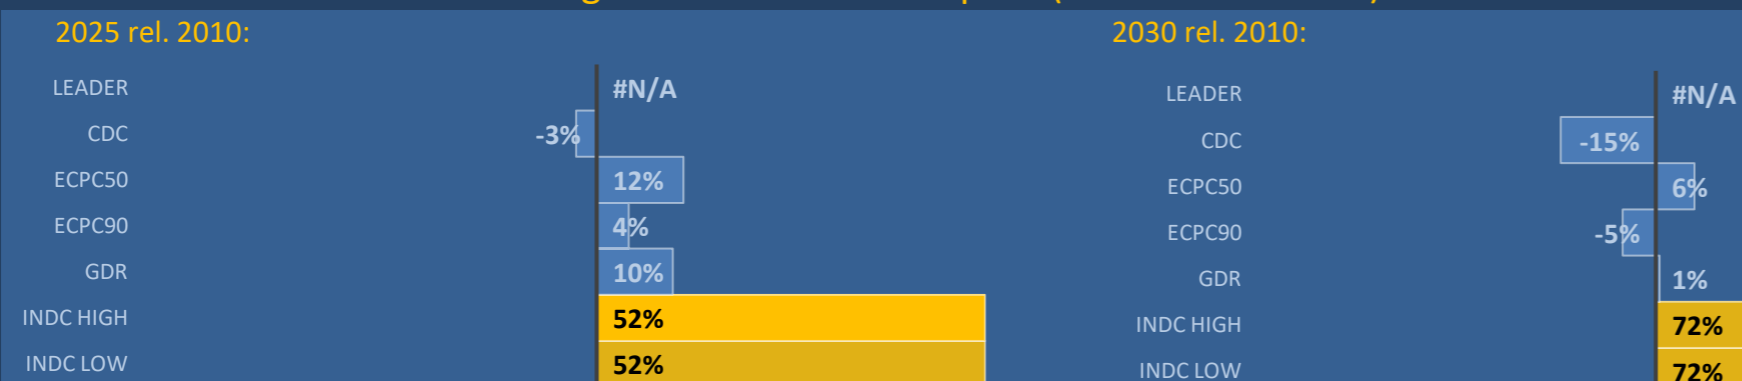 2025 rel. 2010:
LEADER #N/A
CDC -3%
ECPC50 12%
ECPC90 4%
GDR 10%
INDC HIGH 52%
INDC LOW 52%
2030 rel. 2010:
LEADER #N/A
CDC -15%
ECPC50 6%
ECPC90 -5%
GDR 1%
INDC HIGH 72%
INDC LOW 72%